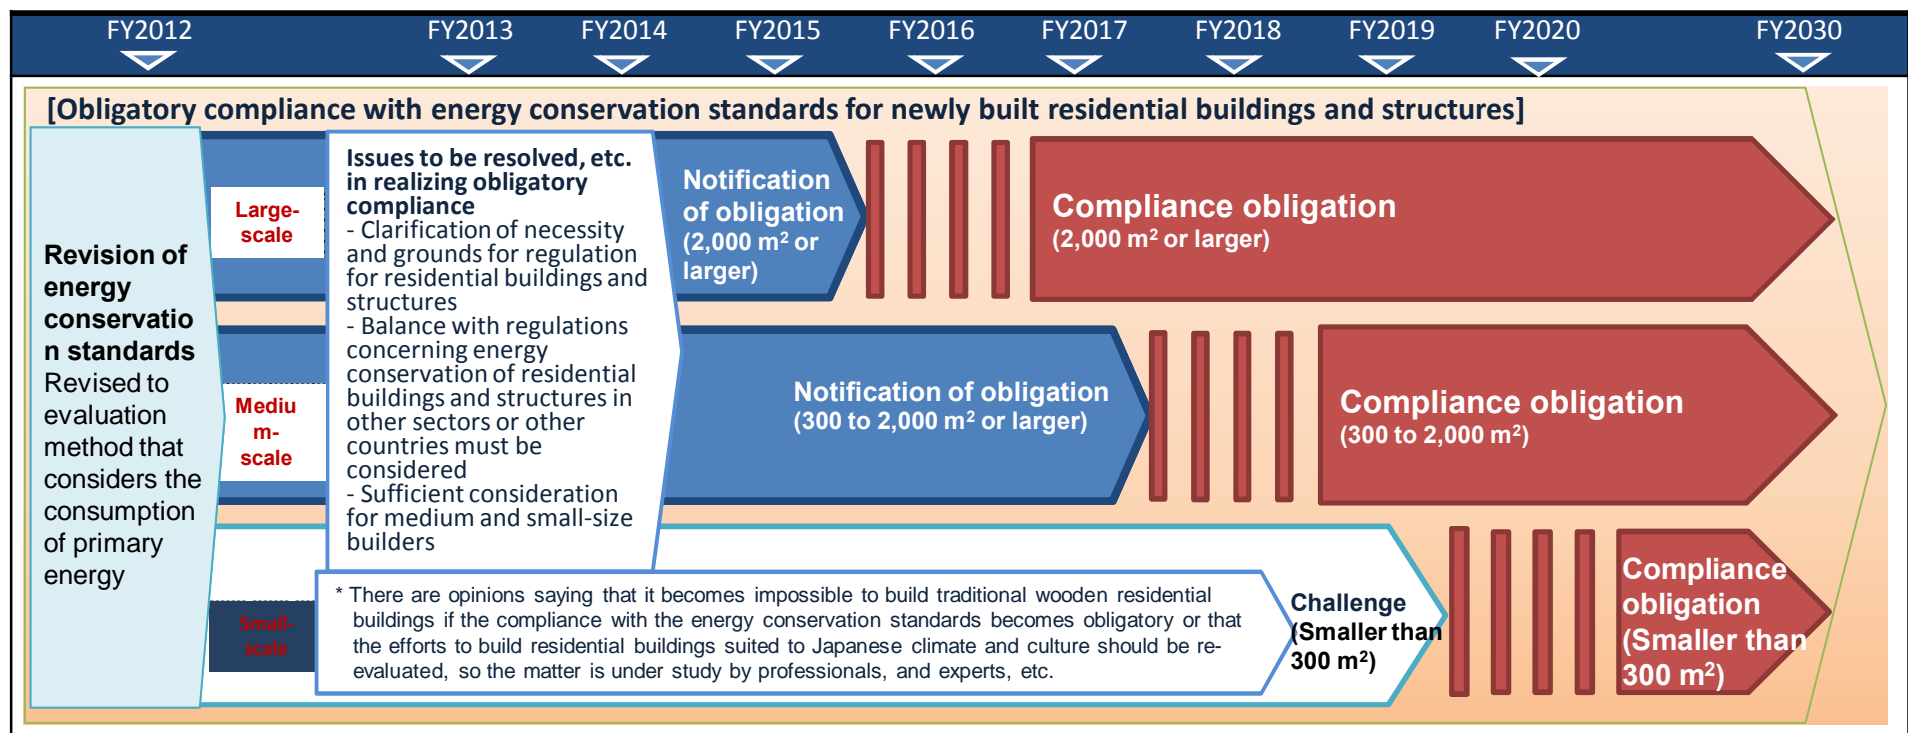 FY2012 FY2013 FY2014 FY2015 FY2016 FY2017 FY2018 FY2019 FY2020 FY2030
[Obligatory compliance with energy conservation standards for newly built residential buildings and structures]
Revision of
energy
conservatio
n standards
Revised to
evaluation
method that
considers the
consumption
of primary
energy
Large-
scale
Issues to be resolved, etc.
in realizing obligatory
compliance
- Clarification of necessity
and grounds for regulation
for residential buildings and
structures
- Balance with regulations
concerning energy
conservation of residential
buildings and structures in
other sectors or other
countries must be
considered
- Sufficient consideration
for medium and small-size
builders
Notification
of obligation
(2,000 m² or
larger)
Compliance obligation
(2,000 m² or larger)
Mediu
m-
scale
Notification of obligation
(300 to 2,000 m² or larger)
Compliance obligation
(300 to 2,000 m²)
Small-
scale
* There are opinions saying that it becomes impossible to build traditional wooden residential
buildings if the compliance with the energy conservation standards becomes obligatory or that
the efforts to build residential buildings suited to Japanese climate and culture should be re-
evaluated, so the matter is under study by professionals, and experts, etc.
Challenge
(Smaller than
300 m²)
Compliance
obligation
(Smaller than
300 m²)